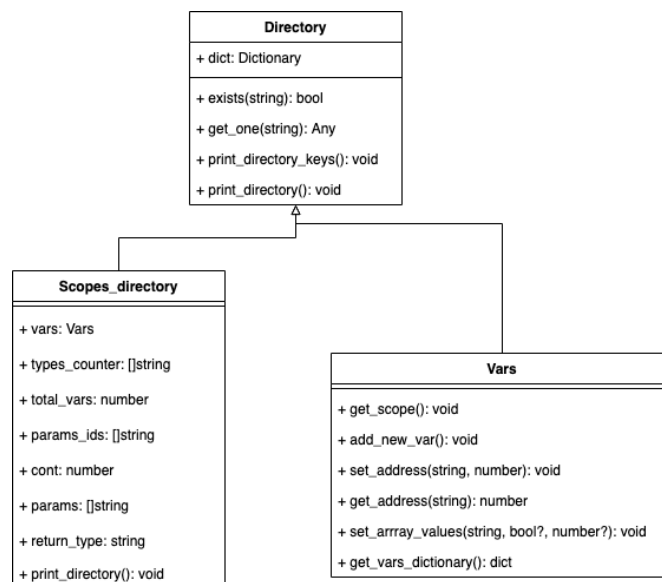 Directory
+ dict: Dictionary
+ exists(string): bool
+ get_one(string): Any
+ print_directory_keys(): void
+ print_directory(): void
Scopes_directory
+ vars: Vars
+ types_counter: []string
+ total_vars: number
+ params_ids: []string
+ cont: number
+ params: []string
+ return_type: string
+ print_directory(): void
Vars
+ get_scope(): void
+ add_new_var(): void
+ set_address(string, number): void
+ get_address(string): number
+ set_arrray_values(string, bool?, number?): void
+ get_vars_dictionary(): dict